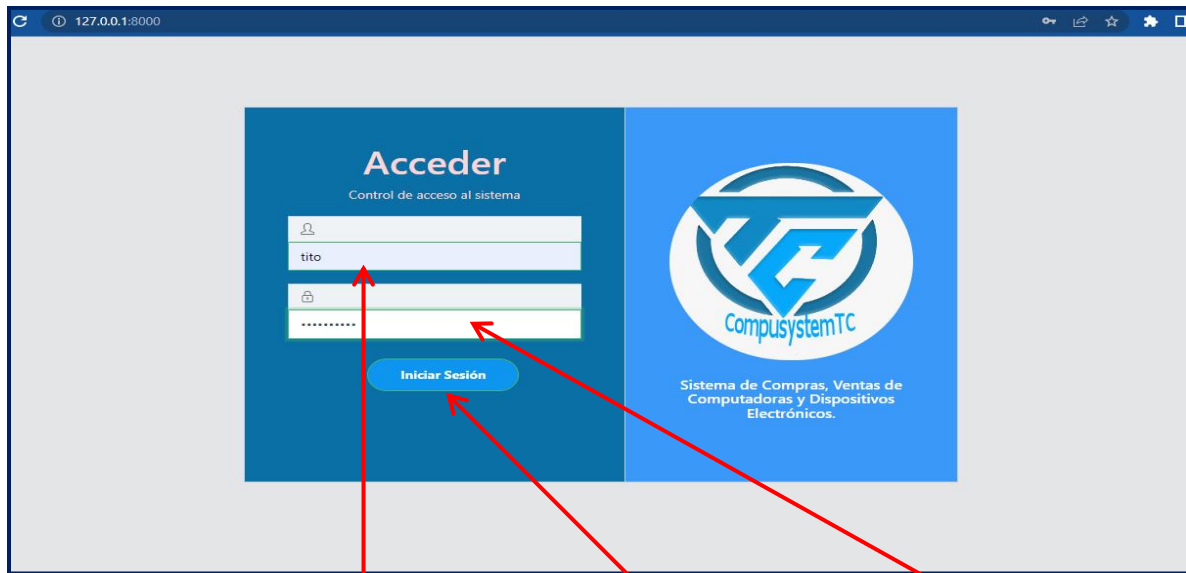 127.0.0.1:8000
Acceder
Control de acceso al sistema
tito
••••••••••
Iniciar Sesión
TC
CompusystemTC
Sistema de Compras, Ventas de
Computadoras y Dispositivos
Electrónicos.